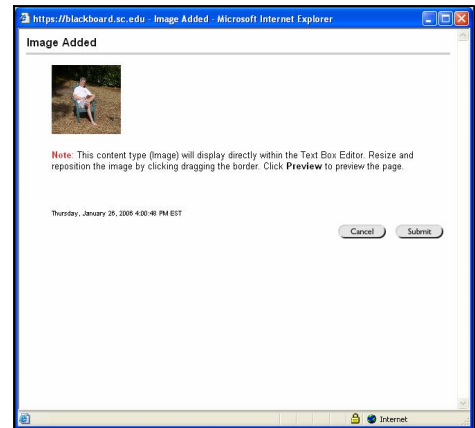 https://blackboard.sc.edu - Image Added - Microsoft Internet Explorer
Image Added
Note: This content type (Image) will display directly within the Text Box Editor. Resize and
reposition the image by clicking dragging the border. Click Preview to preview the page.
Thursday, January 26, 2006 4:00:48 PM EST
Cancel Submit
Internet